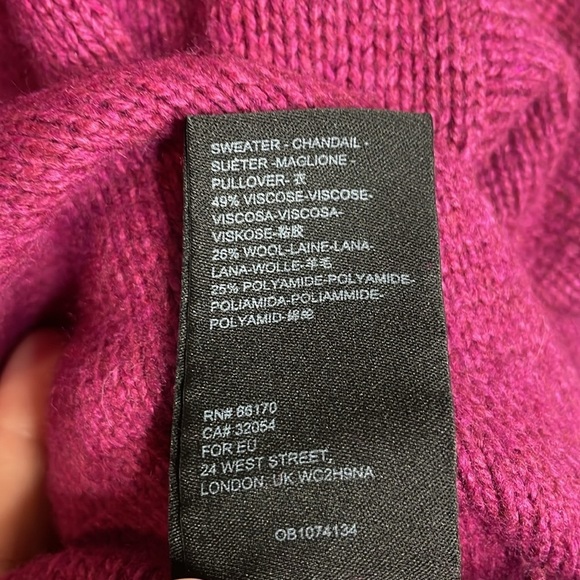 SWEATER - CHANDAIL -
SUÉTER -MAGLIONE -
PULLOVER- 衣
49% VISCOSE-VISCOSE-
VISCOSA-VISCOSA-
VISKOSE-粘胶
26% WOOL-LAINE-LANA-
LANA-WOLLE-羊毛
25% POLYAMIDE-POLYAMIDE-
POLIAMIDA-POLIAMMIDE-
POLYAMID-綿兔
RN# 66170
CA# 32054
FOR EU
24 WEST STREET,
LONDON, UK WC2H9NA
OB1074134